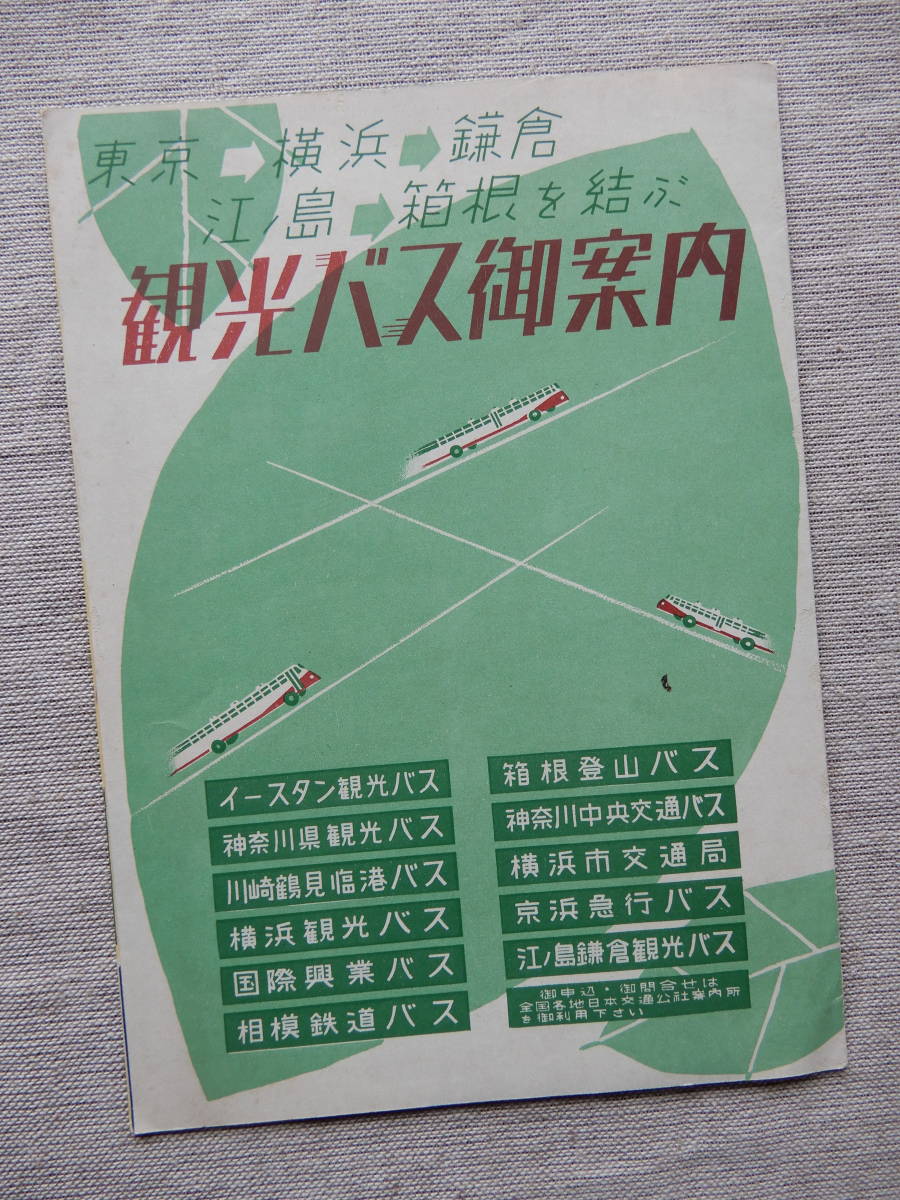 東京➡横浜➡鎌倉
江ノ島➡箱根を結ぶ
観光バス御案内
イースタン観光バス
神奈川県観光バス
川崎鶴見臨港バス
横浜観光バス
国際興業バス
相模鉄道バス
箱根登山バス
神奈川中央交通バス
横浜市交通局
京浜急行バス
江ノ島鎌倉観光バス
御申込・御問合せは
全国各地日本交通公社案内所
を御利用下さい